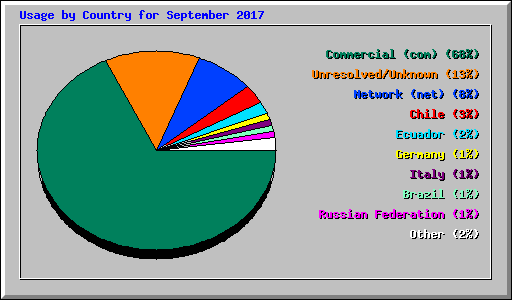 Usage by Country for September 2017
Commercial (com) (68%)
Unresolved/Unknown (13%)
Network (net) (8%)
Chile (3%)
Ecuador (2%)
Germany (1%)
Italy (1%)
Brazil (1%)
Russian Federation (1%)
Other (2%)